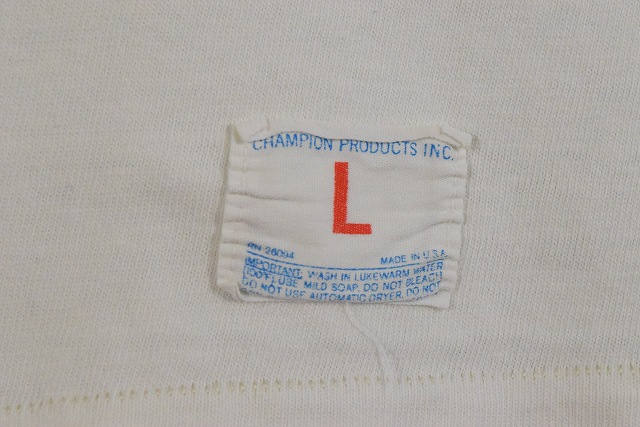 CHAMPION PRODUCTS INC.
L
RN 26094 MADE IN U.S.A.
IMPORTANT: WASH IN LUKEWARM WATER
100°F. USE MILD SOAP. DO NOT BLEACH
DO NOT USE AUTOMATIC DRYER. DO NOT